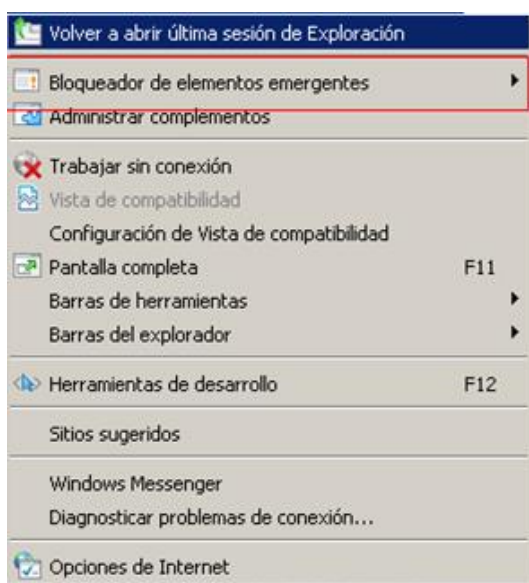 Volver a abrir última sesión de Exploración
Bloqueador de elementos emergentes
Administrar complementos
Trabajar sin conexión
Vista de compatibilidad
Configuración de Vista de compatibilidad
Pantalla completa F11
Barras de herramientas
Barras del explorador
Herramientas de desarrollo F12
Sitios sugeridos
Windows Messenger
Diagnosticar problemas de conexión...
Opciones de Internet